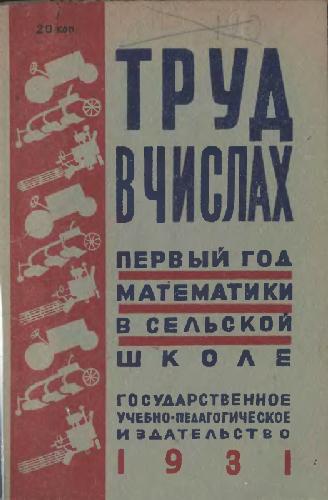 20 коп.
ТРУД
В ЧИСЛАХ
ПЕРВЫЙ ГОД
МАТЕМАТИКИ
В СЕЛЬСКОЙ
ШКОЛЕ
ГОСУДАРСТВЕННОЕ
УЧЕБНО-ПЕДАГОГИЧЕСКОЕ
ИЗДАТЕЛЬСТВО
1931